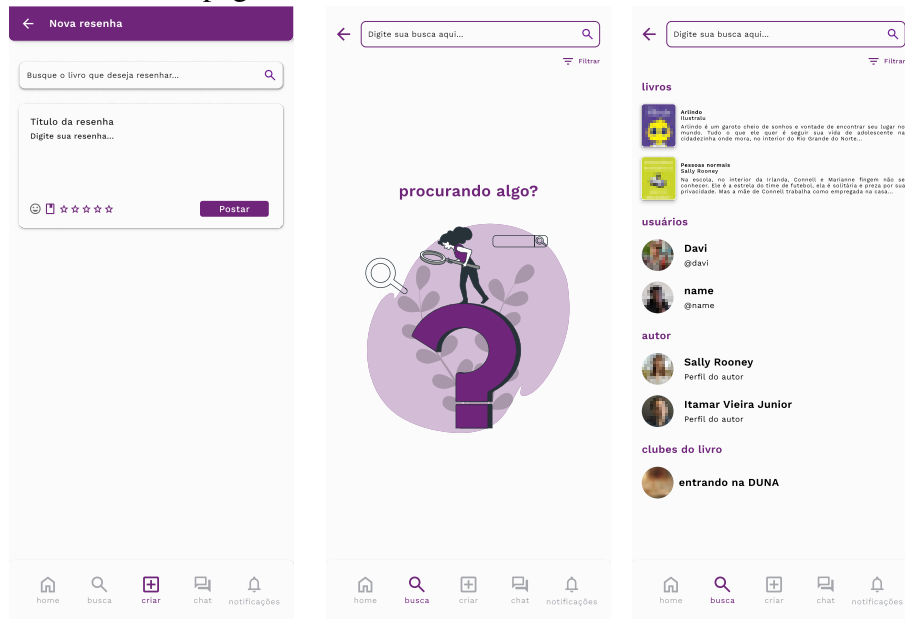 Nova resenha
Busque o livro que deseja resenhar...
Título da resenha
Digite sua resenha...
Postar
home
busca
criar
chat
notificações
Digite sua busca aqui...
Filtrar
procurando algo?
home
busca
criar
chat
notificações
Digite sua busca aqui...
Filtrar
livros
Arlindo
Ilustralu
Arlindo é um garoto cheio de sonhos e vontade de encontrar seu lugar no
mundo. Tudo o que ele quer é seguir sua vida de adolescente na
cidadezinha onde mora, no interior do Rio Grande do Norte...
Pessoas normais
Sally Rooney
Na escola, no interior da Irlanda, Connell e Marianne fingem não se
conhecer. Ele é a estrela do time de futebol, ela é solitária e preza por sua
privacidade. Mas a mãe de Connell trabalha como empregada na casa...
usuários
Davi
@davi
name
@name
autor
Sally Rooney
Perfil do autor
Itamar Vieira Junior
Perfil do autor
clubes do livro
entrando na DUNA
home
busca
criar
chat
notificações